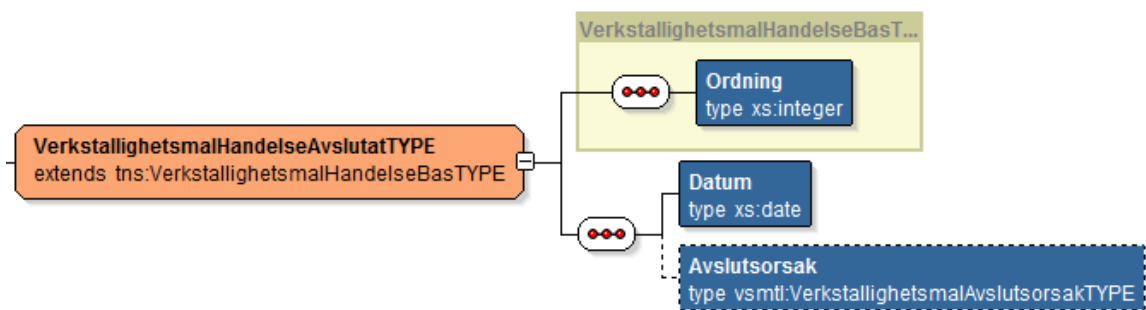 VerkstallighetsmalHandelseBasT...
Ordning
type xs:integer
VerkstallighetsmalHandelseAvslutatTYPE
extends tns:VerkstallighetsmalHandelseBasTYPE
Datum
type xs:date
Avslutsorsak
type vsmtl:VerkstallighetsmalAvslutsorsakTYPE